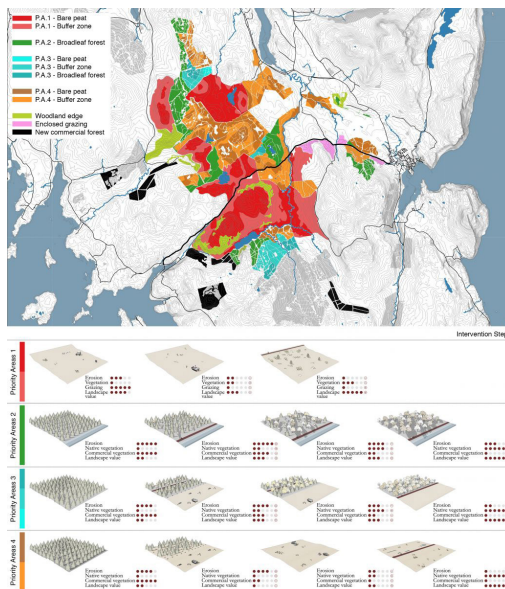 P.A.1 - Bare peat
P.A.1 - Buffer zone
P.A.2 - Broadleaf forest
P.A.3 - Bare peat
P.A.3 - Buffer zone
P.A.3 - Broadleaf forest
P.A.4 - Bare peat
P.A.4 - Buffer zone
Woodland edge
Enclosed grazing
New commercial forest
Intervention Step
Priority Areas 1
Erosion
Vegetation
Grazing
Landscape
value
Erosion
Vegetation
Grazing
Landscape
value
Erosion
Vegetation
Grazing
Landscape
value
Priority Areas 2
Erosion
Native vegetation
Commercial vegetation
Landscape value
Erosion
Native vegetation
Commercial vegetation
Landscape value
Erosion
Native vegetation
Commercial vegetation
Landscape value
Erosion
Native vegetation
Commercial vegetation
Landscape value
Priority Areas 3
Erosion
Native vegetation
Commercial vegetation
Landscape value
Erosion
Native vegetation
Commercial vegetation
Landscape value
Erosion
Native vegetation
Commercial vegetation
Landscape value
Erosion
Native vegetation
Commercial vegetation
Landscape value
Priority Areas 4
Erosion
Native vegetation
Commercial vegetation
Landscape value
Erosion
Native vegetation
Commercial vegetation
Landscape value
Erosion
Native vegetation
Commercial vegetation
Landscape value
Erosion
Native vegetation
Commercial vegetation
Landscape value